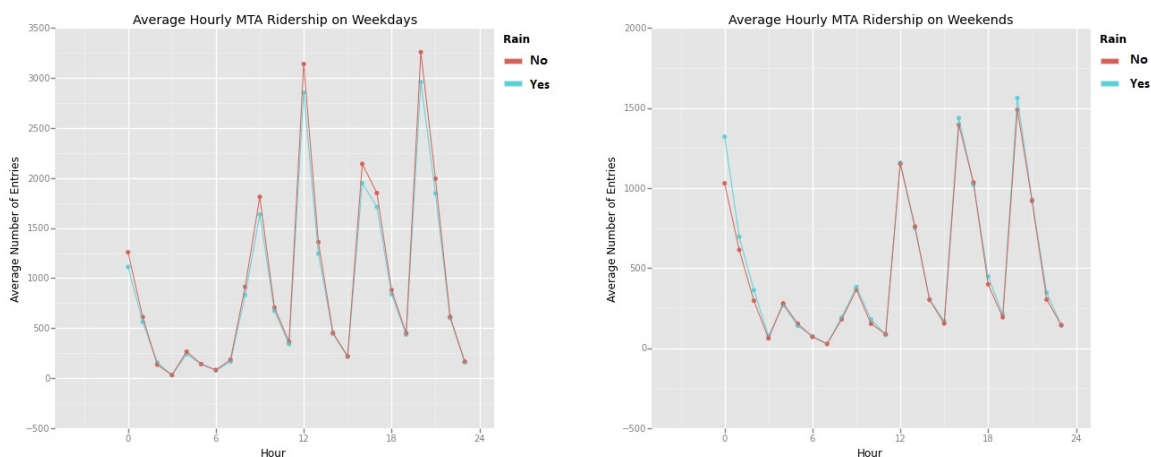 Average Hourly MTA Ridership on Weekdays
3500
3000
2500
2000
1500
1000
500
0
−500
Average Number of Entries
0 6 12 18 24
Hour
Rain
No
Yes
Average Hourly MTA Ridership on Weekends
2000
1500
1000
500
0
−500
Average Number of Entries
0 6 12 18 24
Hour
Rain
No
Yes